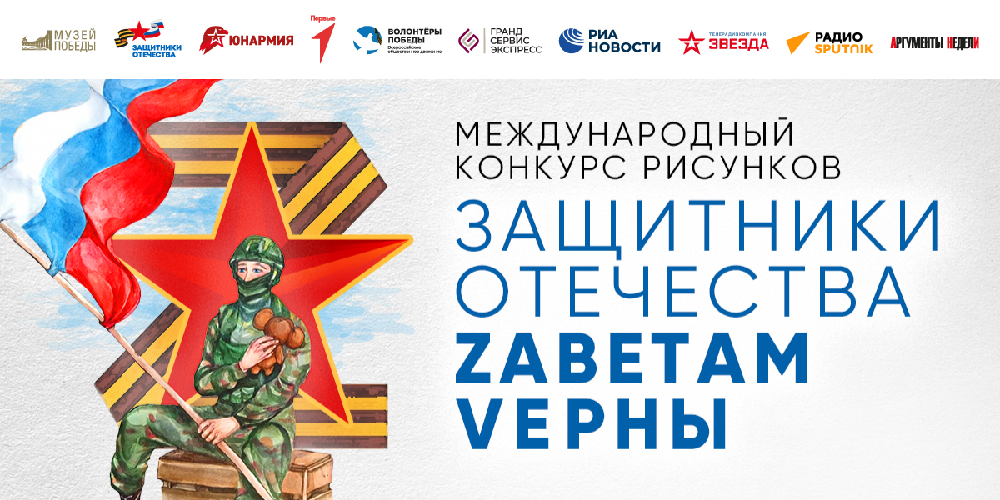 МУЗЕЙ
ПОБЕДЫ
ЗАЩИТНИКИ
ОТЕЧЕСТВА
ЮНАРМИЯ
Первые
ВОЛОНТЁРЫ
ПОБЕДЫ
Всероссийское
общественное движение
ГРАНД
СЕРВИС
ЭКСПРЕСС
РИА
НОВОСТИ
ТЕЛЕРАДИОКОМПАНИЯ
ЗВЕЗДА
РАДИО
SPUTNIK
АРГУМЕНТЫ НЕДЕЛИ
МЕЖДУНАРОДНЫЙ
КОНКУРС РИСУНКОВ
ЗАЩИТНИКИ
ОТЕЧЕСТВА
ZАВЕТАМ
VЕРНЫ